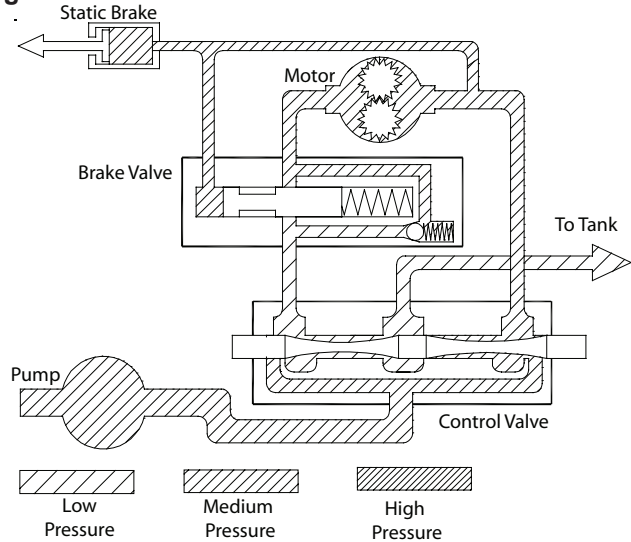 Static Brake
Motor
Brake Valve
To Tank
Pump
Control Valve
Low
Pressure
Medium
Pressure
High
Pressure